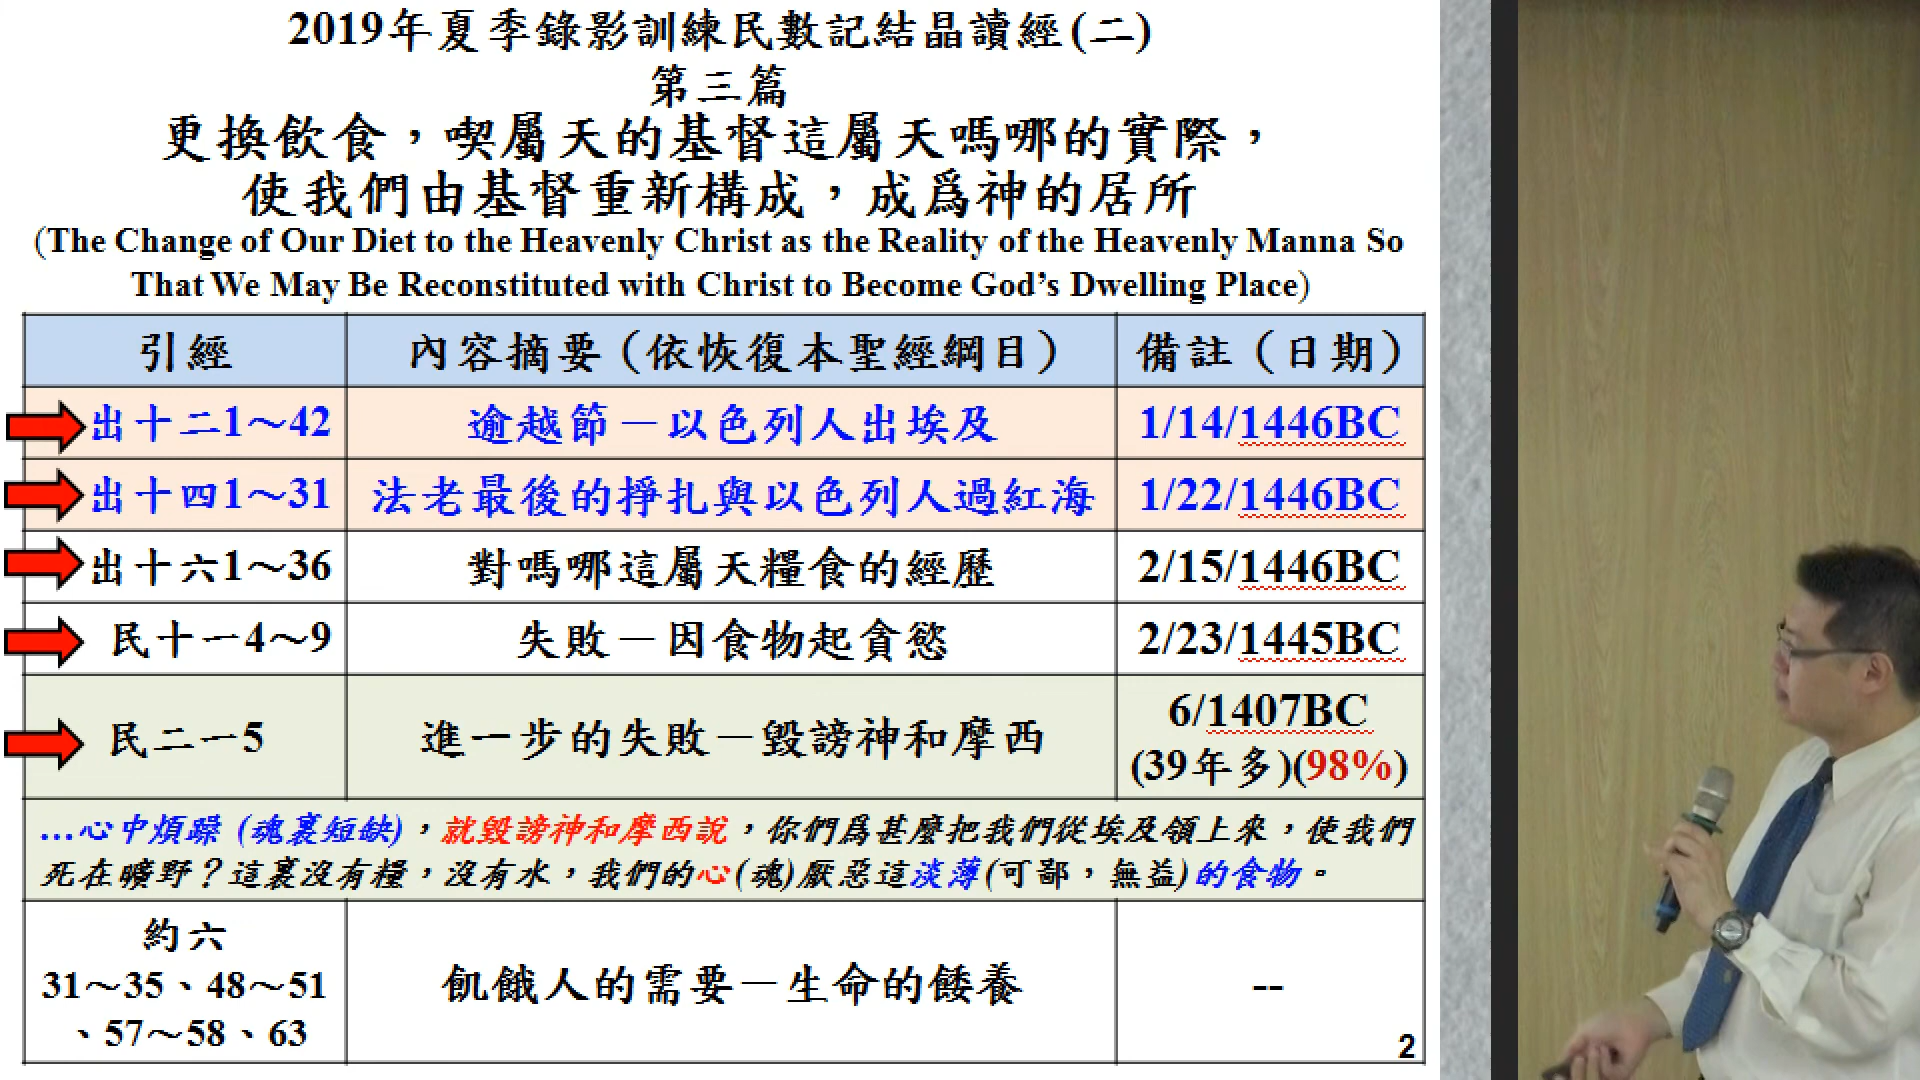 2019年夏季錄影訓練民數記結晶讀經(二)
第三篇
更換飲食，喫屬天的基督這屬天嗎哪的實際，
使我們由基督重新構成，成爲神的居所
(The Change of Our Diet to the Heavenly Christ as the Reality of the Heavenly Manna So
That We May Be Reconstituted with Christ to Become God’s Dwelling Place)
引經 內容摘要（依恢復本聖經綱目） 備註（日期）
出十二1～42 逾越節－以色列人出埃及 1/14/1446BC
出十四1～31 法老最後的掙扎與以色列人過紅海 1/22/1446BC
出十六1～36 對嗎哪這屬天糧食的經歷 2/15/1446BC
民十一4～9 失敗－因食物起貪慾 2/23/1445BC
民二一5 進一步的失敗－毀謗神和摩西 6/1407BC
(39年多)(98%)
…心中煩躁 (魂裏短缺)，就毀謗神和摩西說，你們爲甚麼把我們從埃及領上來，使我們
死在曠野？這裏沒有糧，沒有水，我們的心(魂)厭惡這淡薄(可鄙，無益)的食物。
約六
31～35、48～51
、57～58、63
飢餓人的需要－生命的餧養 --
2